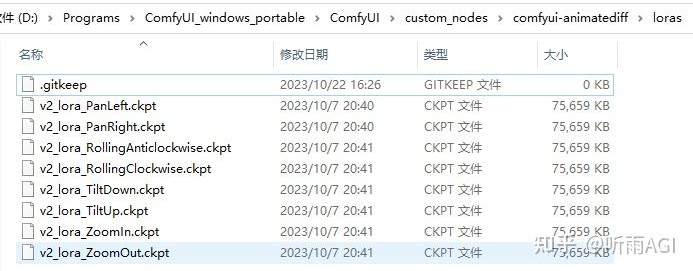 文件 (D:) › Programs › ComfyUI_windows_portable › ComfyUI › custom_nodes › comfyui-animatediff › loras
名称 修改日期 类型 大小
.gitkeep 2023/10/22 16:26 GITKEEP 文件 0 KB
v2_lora_PanLeft.ckpt 2023/10/7 20:40 CKPT 文件 75,659 KB
v2_lora_PanRight.ckpt 2023/10/7 20:40 CKPT 文件 75,659 KB
v2_lora_RollingAnticlockwise.ckpt 2023/10/7 20:41 CKPT 文件 75,659 KB
v2_lora_RollingClockwise.ckpt 2023/10/7 20:41 CKPT 文件 75,659 KB
v2_lora_TiltDown.ckpt 2023/10/7 20:41 CKPT 文件 75,659 KB
v2_lora_TiltUp.ckpt 2023/10/7 20:41 CKPT 文件 75,659 KB
v2_lora_ZoomIn.ckpt 2023/10/7 20:41 CKPT 文件 75,659 KB
v2_lora_ZoomOut.ckpt 2023/10/7 20:41 CKPT 文件 75,659 KB
知乎 @听雨AGI